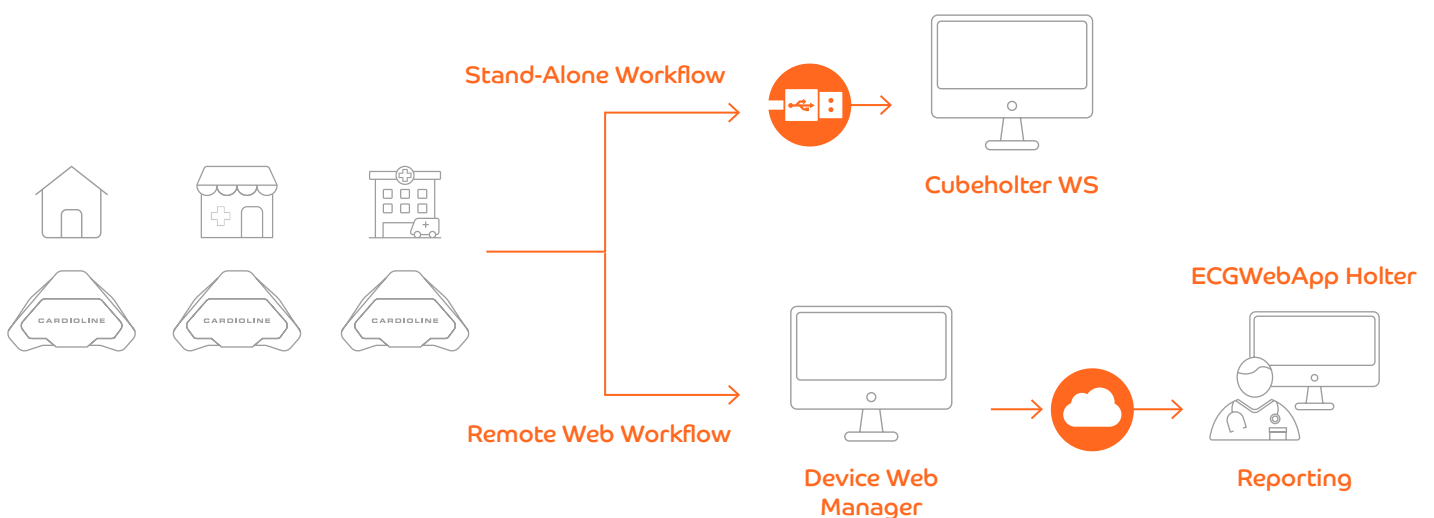 Stand-Alone Workflow
Cubeholter WS
CARDIOLINE
CARDIOLINE
CARDIOLINE
ECGWebApp Holter
Remote Web Workflow
Device Web
Manager
Reporting